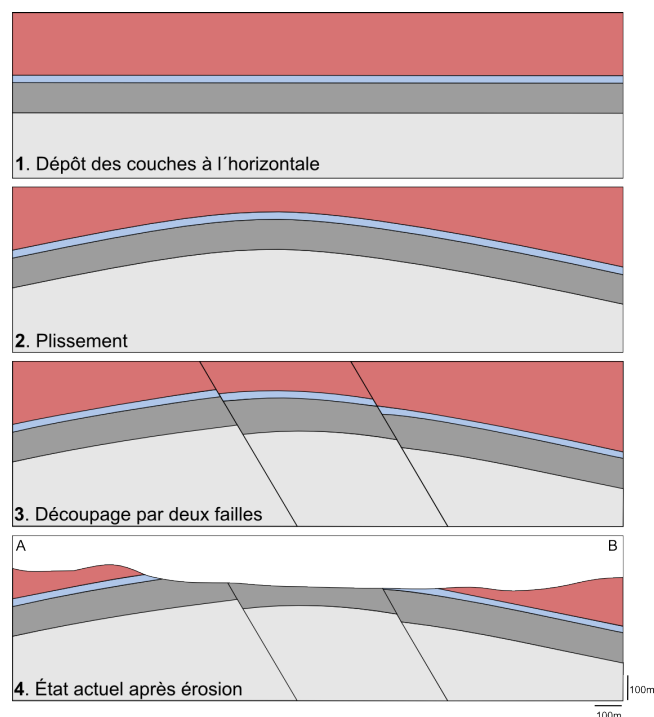 1. Dépôt des couches à l´horizontale
2. Plissement
3. Découpage par deux failles
A
B
4. État actuel après érosion
100m
100m